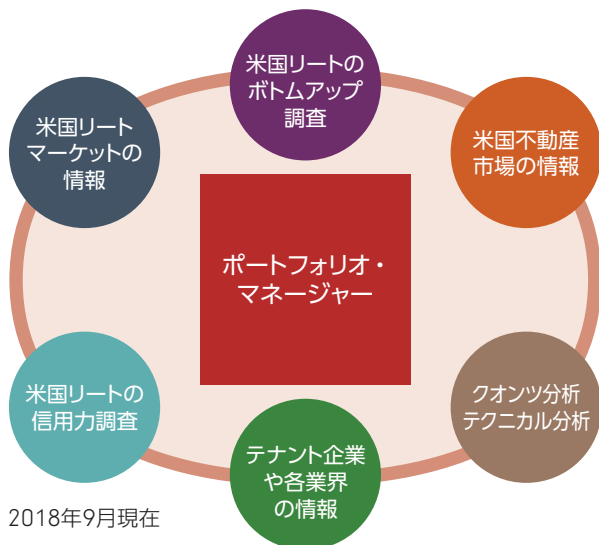 米国リートの
ボトムアップ
調査
米国リート
マーケットの
情報
米国不動産
市場の情報
ポートフォリオ・
マネージャー
米国リートの
信用力調査
クオンツ分析
テクニカル分析
テナント企業
や各業界
の情報
2018年9月現在